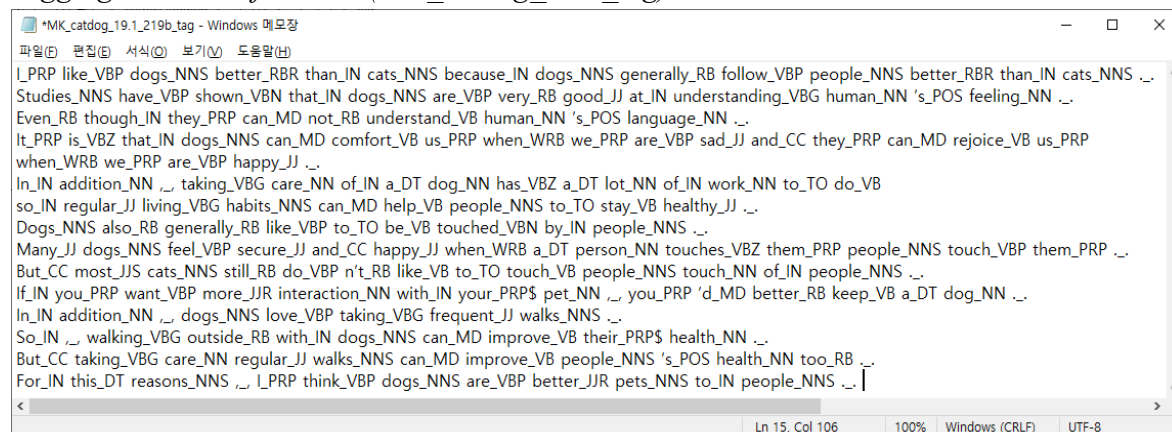 *MK_catdog_19.1_219b_tag - Windows 메모장
파일(F) 편집(E) 서식(O) 보기(V) 도움말(H)
I_PRP like_VBP dogs_NNS better_RBR than_IN cats_NNS because_IN dogs_NNS generally_RB follow_VBP people_NNS better_RBR than_IN cats_NNS ._.
Studies_NNS have_VBP shown_VBN that_IN dogs_NNS are_VBP very_RB good_JJ at_IN understanding_VBG human_NN 's_POS feeling_NN ._.
Even_RB though_IN they_PRP can_MD not_RB understand_VB human_NN 's_POS language_NN ._.
It_PRP is_VBZ that_IN dogs_NNS can_MD comfort_VB us_PRP when_WRB we_PRP are_VBP sad_JJ and_CC they_PRP can_MD rejoice_VB us_PRP
when_WRB we_PRP are_VBP happy_JJ ._.
In_IN addition_NN ,_, taking_VBG care_NN of_IN a_DT dog_NN has_VBZ a_DT lot_NN of_IN work_NN to_TO do_VB
so_IN regular_JJ living_VBG habits_NNS can_MD help_VB people_NNS to_TO stay_VB healthy_JJ ._.
Dogs_NNS also_RB generally_RB like_VBP to_TO be_VB touched_VBN by_IN people_NNS ._.
Many_JJ dogs_NNS feel_VBP secure_JJ and_CC happy_JJ when_WRB a_DT person_NN touches_VBZ them_PRP people_NNS touch_VBP them_PRP ._.
But_CC most_JJS cats_NNS still_RB do_VBP n't_RB like_VB to_TO touch_VB people_NNS touch_NN of_IN people_NNS ._.
If_IN you_PRP want_VBP more_JJR interaction_NN with_IN your_PRP$ pet_NN ,_, you_PRP 'd_MD better_RB keep_VB a_DT dog_NN ._.
In_IN addition_NN ,_, dogs_NNS love_VBP taking_VBG frequent_JJ walks_NNS ._.
So_IN ,_, walking_VBG outside_RB with_IN dogs_NNS can_MD improve_VB their_PRP$ health_NN ._.
But_CC taking_VBG care_NN regular_JJ walks_NNS can_MD improve_VB people_NNS 's_POS health_NN too_RB ._.
For_IN this_DT reasons_NNS ,_, I_PRP think_VBP dogs_NNS are_VBP better_JJR pets_NNS to_IN people_NNS ._.
Ln 15, Col 106 100% Windows (CRLF) UTF-8